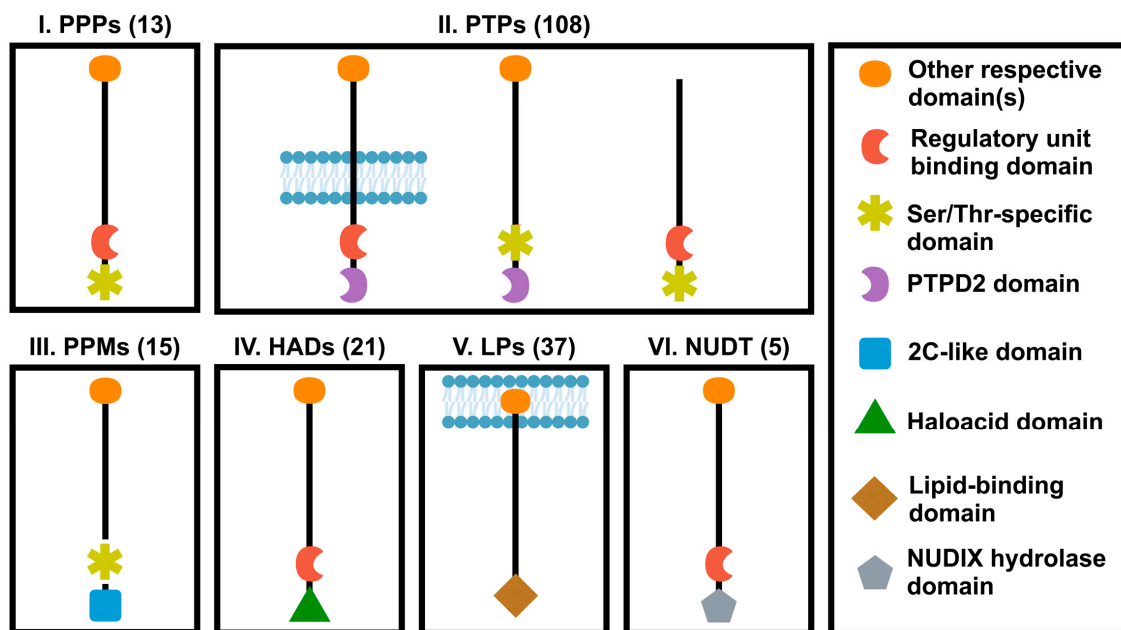 I. PPPs (13)
II. PTPs (108)
Other respective
domain(s)
Regulatory unit
binding domain
Ser/Thr-specific
domain
PTPD2 domain
III. PPMs (15)
IV. HADs (21)
V. LPs (37)
VI. NUDT (5)
2C-like domain
Haloacid domain
Lipid-binding
domain
NUDIX hydrolase
domain